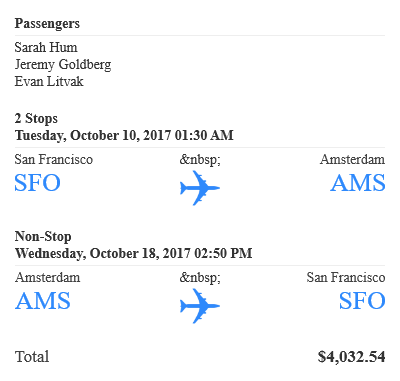 Passengers
Sarah Hum
Jeremy Goldberg
Evan Litvak
2 Stops
Tuesday, October 10, 2017 01:30 AM
San Francisco &nbsp; Amsterdam
SFO AMS
Non-Stop
Wednesday, October 18, 2017 02:50 PM
Amsterdam &nbsp; San Francisco
AMS SFO
Total $4,032.54